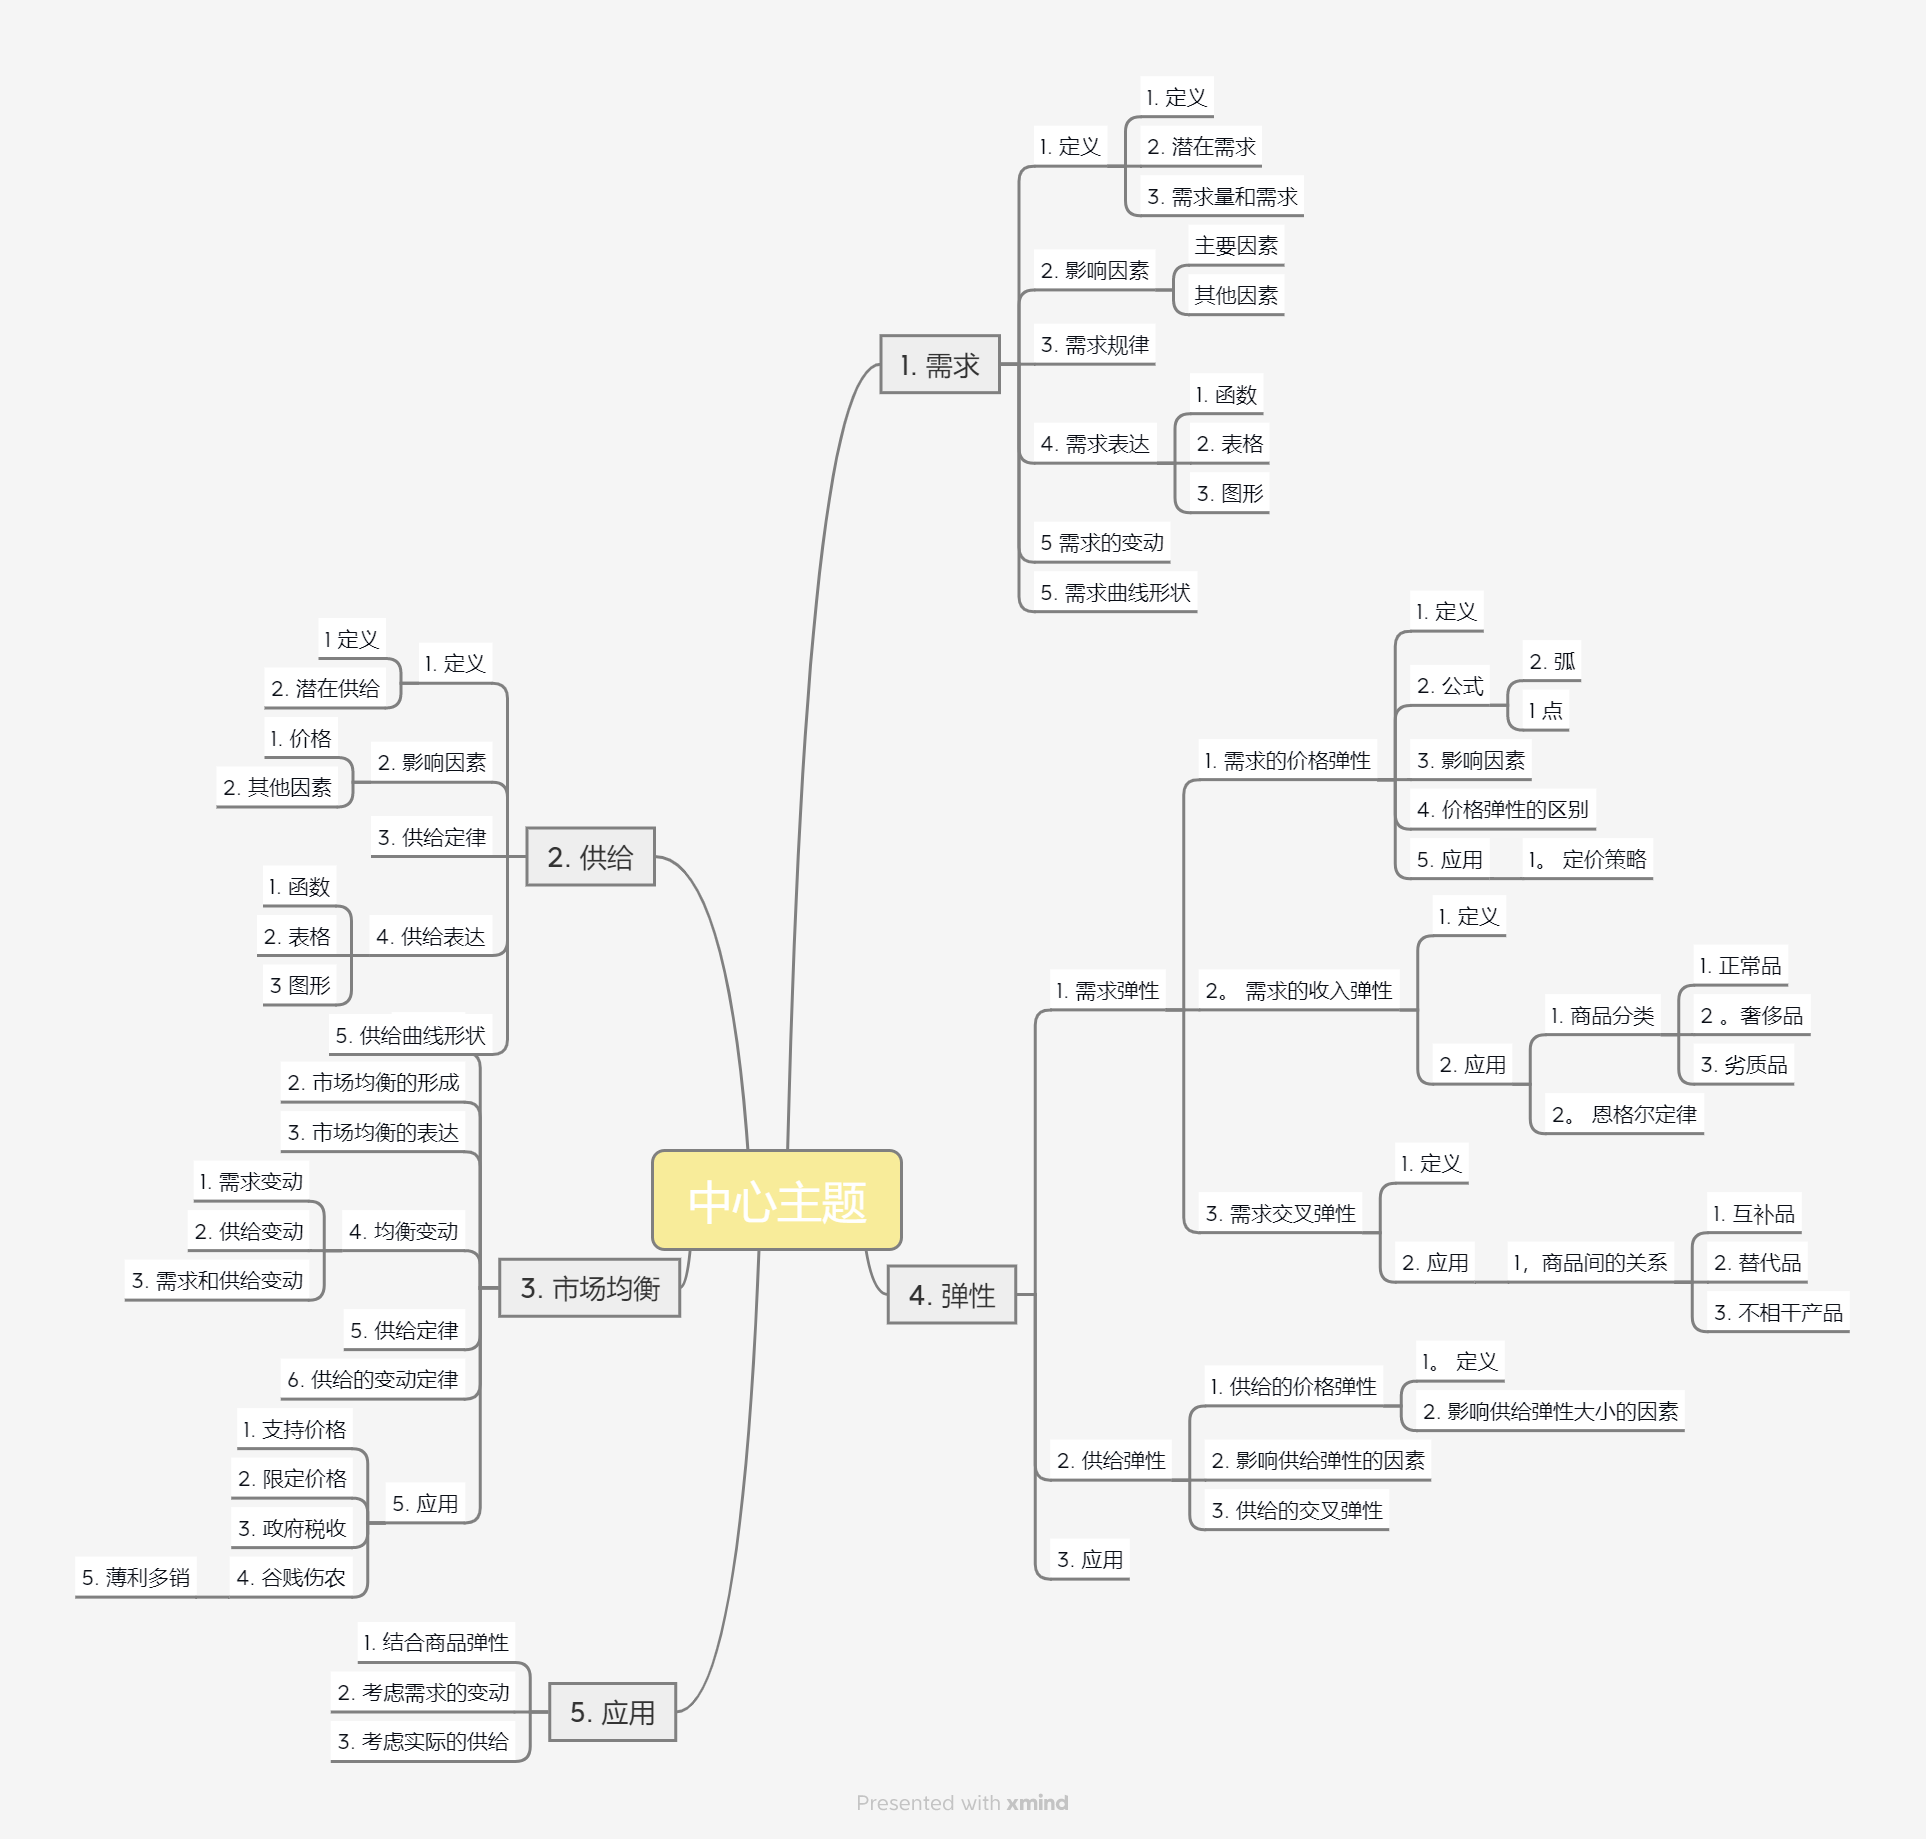 中心主题
1. 需求
1. 定义
1. 定义
2. 潜在需求
3. 需求量和需求
2. 影响因素
主要因素
其他因素
3. 需求规律
4. 需求表达
1. 函数
2. 表格
3. 图形
5 需求的变动
5. 需求曲线形状
2. 供给
1. 定义
1 定义
2. 潜在供给
2. 影响因素
1. 价格
2. 其他因素
3. 供给定律
4. 供给表达
1. 函数
2. 表格
3 图形
5. 供给曲线形状
3. 市场均衡
2. 市场均衡的形成
3. 市场均衡的表达
4. 均衡变动
1. 需求变动
2. 供给变动
3. 需求和供给变动
5. 供给定律
6. 供给的变动定律
5. 应用
1. 支持价格
2. 限定价格
3. 政府税收
4. 谷贱伤农
5. 薄利多销
4. 弹性
1. 需求弹性
1. 需求的价格弹性
1. 定义
2. 公式
2. 弧
1 点
3. 影响因素
4. 价格弹性的区别
5. 应用
1。 定价策略
2。 需求的收入弹性
1. 定义
2. 应用
1. 商品分类
1. 正常品
2 。奢侈品
3. 劣质品
2。 恩格尔定律
3. 需求交叉弹性
1. 定义
2. 应用
1，商品间的关系
1. 互补品
2. 替代品
3. 不相干产品
2. 供给弹性
1. 供给的价格弹性
1。 定义
2. 影响供给弹性大小的因素
2. 影响供给弹性的因素
3. 供给的交叉弹性
3. 应用
5. 应用
1. 结合商品弹性
2. 考虑需求的变动
3. 考虑实际的供给
Presented with xmind